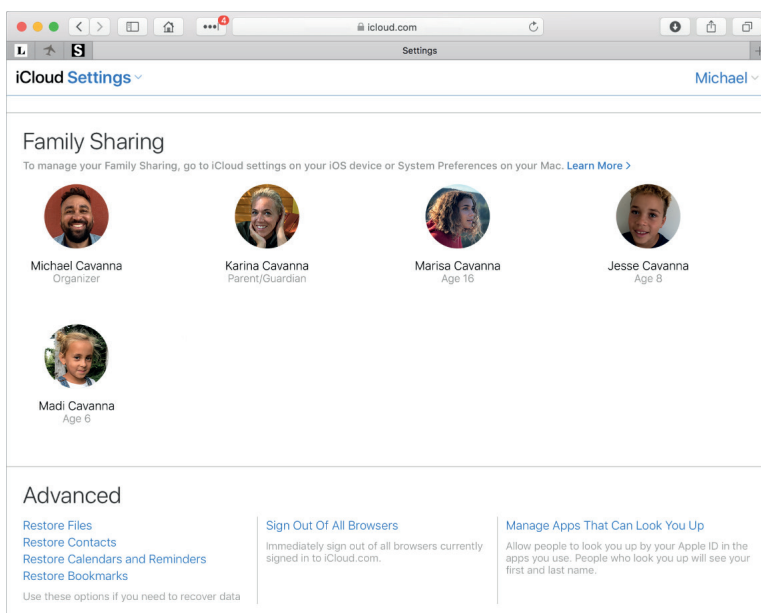 4
icloud.com
L
S
Settings
iCloud Settings
Michael
Family Sharing
To manage your Family Sharing, go to iCloud settings on your iOS device or System Preferences on your Mac. Learn More >
Michael Cavanna
Organizer
Karina Cavanna
Parent/Guardian
Marisa Cavanna
Age 16
Jesse Cavanna
Age 8
Madi Cavanna
Age 6
Advanced
Restore Files
Restore Contacts
Restore Calendars and Reminders
Restore Bookmarks
Use these options if you need to recover data
Sign Out Of All Browsers
Immediately sign out of all browsers currently
signed in to iCloud.com.
Manage Apps That Can Look You Up
Allow people to look you up by your Apple ID in the
apps you use. People who look you up will see your
first and last name.